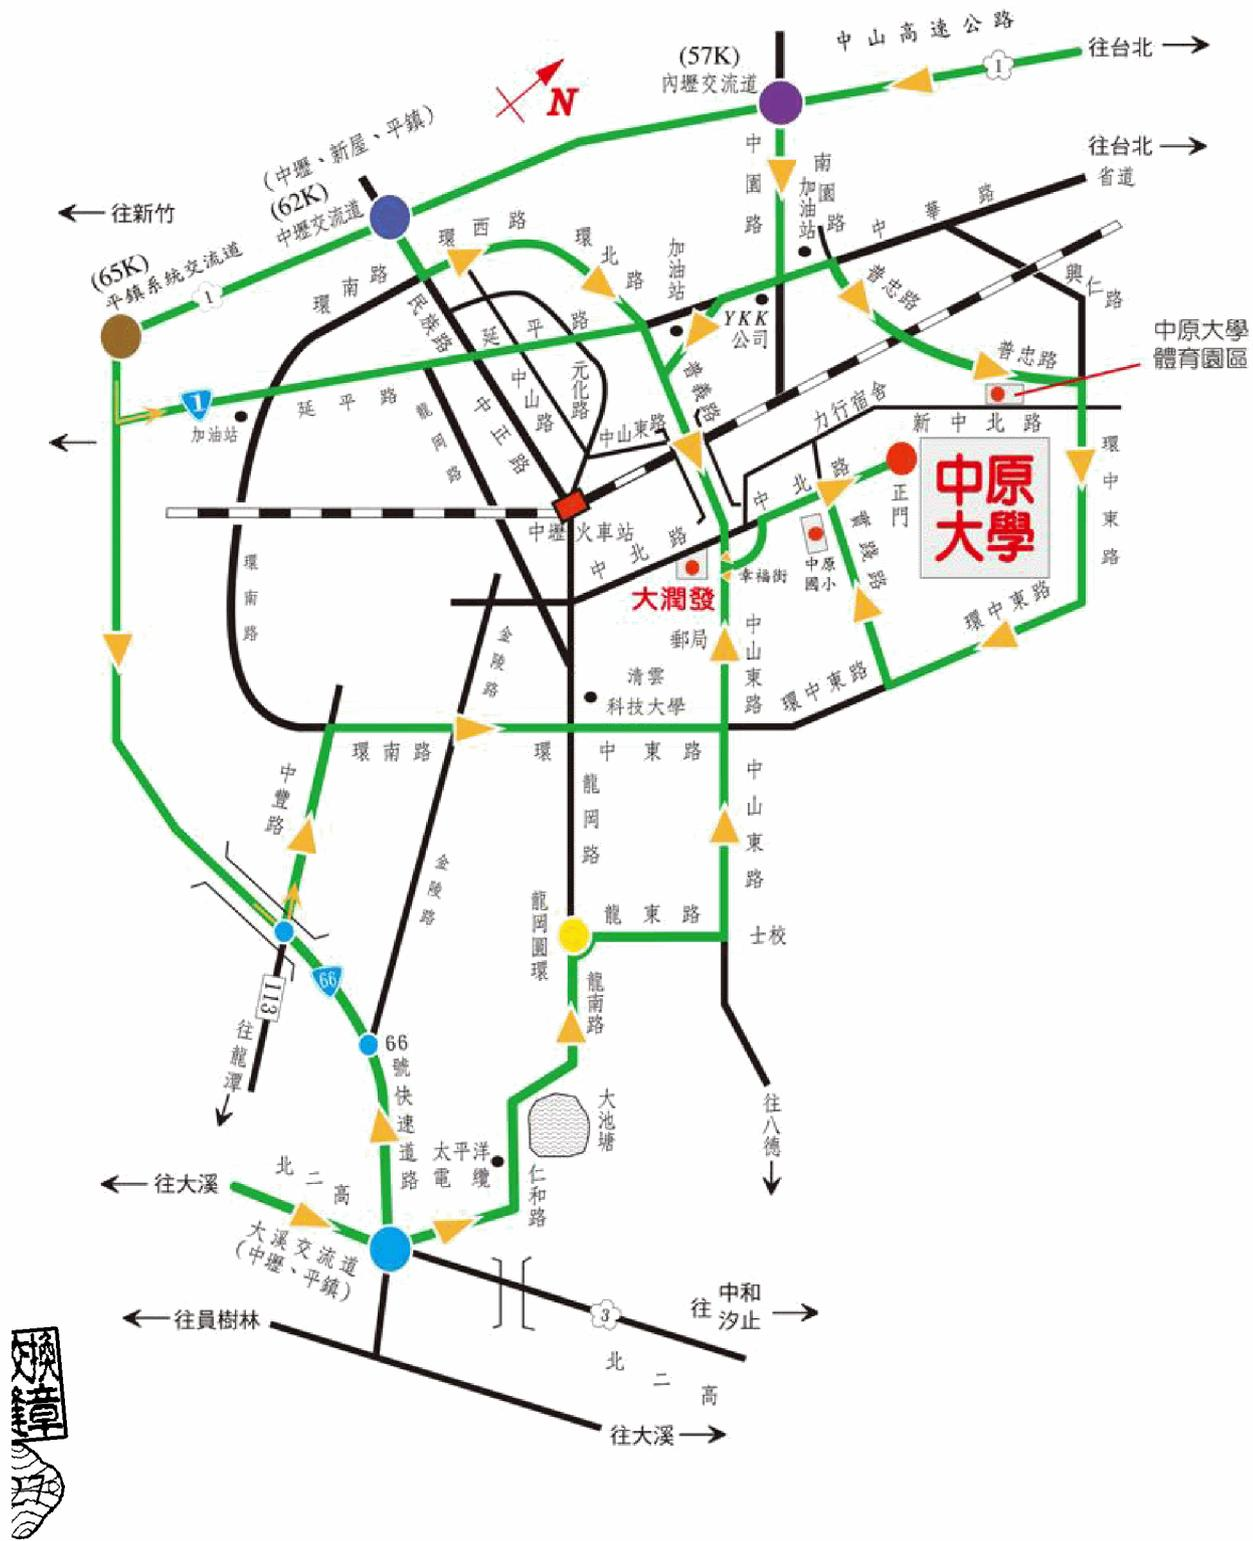 中山高速公路
1
往台北
(57K)
內壢交流道
N
往台北
省道
(中壢、新屋、平鎮)
(62K)
中壢交流道
往新竹
(65K)
平鎮系統交流道
1
中園路
南園路
加油站
中華路
環西路
環北路
加油站
環南路
民族路
延平路
YKK
公司
普忠路
興仁路
中原大學
體育園區
普忠路
普義路
元化路
中山路
中正路
1
延平路
加油站
龍岡路
中山東路
力行宿舍
新中北路
中原
大學
正門
中北路
環中東路
中壢火車站
中北路
大潤發
幸福街
中原
國小
實踐路
環南路
金陵路
郵局
中山東路
環中東路
清雲
科技大學
環中東路
環南路
環中東路
中豐路
龍岡路
中山東路
金陵路
龍岡圓環
龍東路
士校
66
113
龍南路
往龍潭
66
號快速道路
大池塘
往八德
太平洋
電纜
仁和路
往大溪
北二高
大溪交流道
(中壢、平鎮)
往員樹林
3
往
中和
汐止
北二高
往大溪